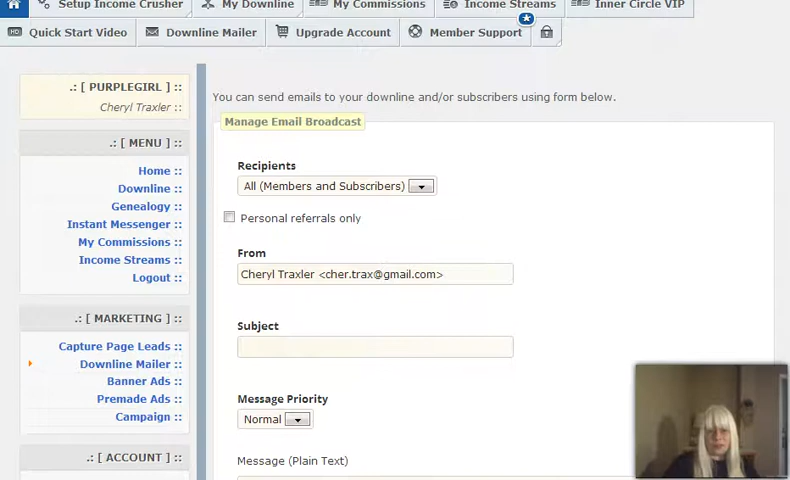 Setup Income Crusher
My Downline
My Commissions
Income Streams
Inner Circle VIP
HD Quick Start Video
Downline Mailer
Upgrade Account
Member Support
.: [ PURPLEGIRL ] ::
Cheryl Traxler ::
.: [ MENU ] ::
Home ::
Downline ::
Genealogy ::
Instant Messenger ::
My Commissions ::
Income Streams ::
Logout ::
.: [ MARKETING ] ::
Capture Page Leads ::
Downline Mailer ::
Banner Ads ::
Premade Ads ::
Campaign ::
.: [ ACCOUNT ] ::
You can send emails to your downline and/or subscribers using form below.
Manage Email Broadcast
Recipients
All (Members and Subscribers)
Personal referrals only
From
Cheryl Traxler <cher.trax@gmail.com>
Subject
Message Priority
Normal
Message (Plain Text)